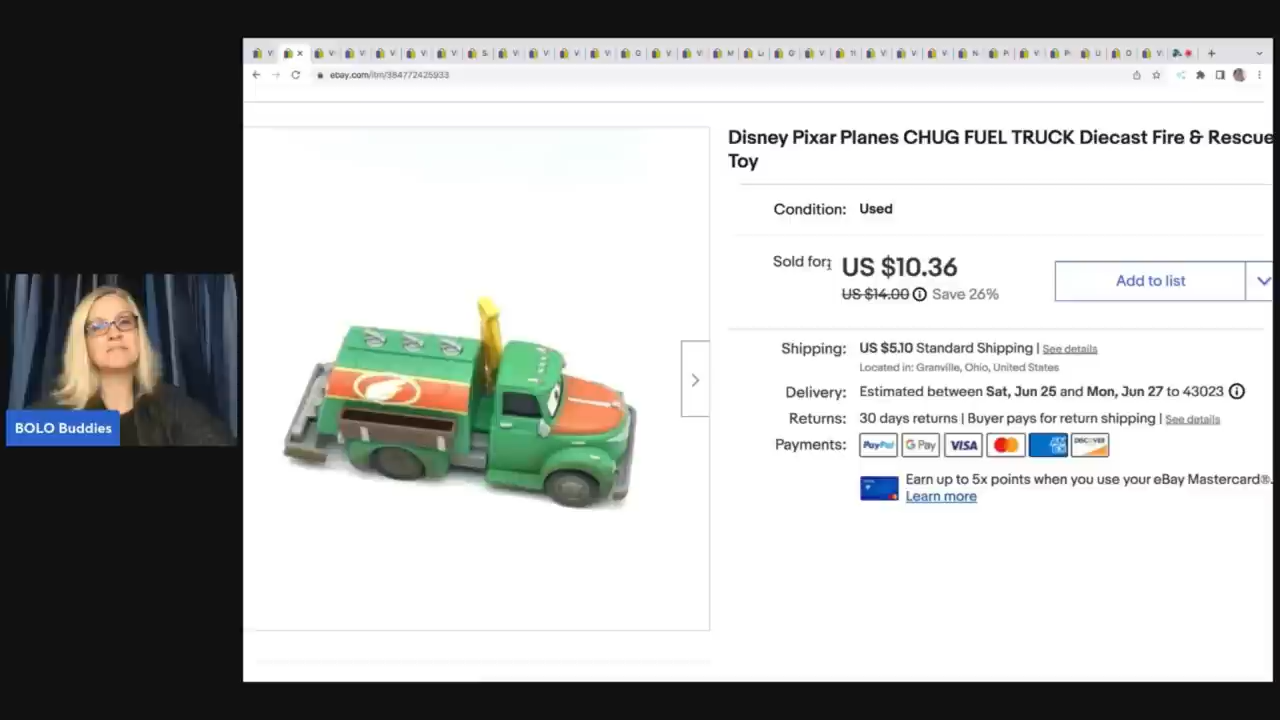 ebay.com/itm/384772425933
Disney Pixar Planes CHUG FUEL TRUCK Diecast Fire & Rescue
Toy
Condition: Used
Sold for: US $10.36
US $14.00 Save 26%
Add to list
Shipping: US $5.10 Standard Shipping | See details
Located in: Granville, Ohio, United States
Delivery: Estimated between Sat, Jun 25 and Mon, Jun 27 to 43023
Returns: 30 days returns | Buyer pays for return shipping | See details
Payments: PayPal G Pay VISA DISCOVER
Earn up to 5x points when you use your eBay Mastercard®.
Learn more
BOLO Buddies